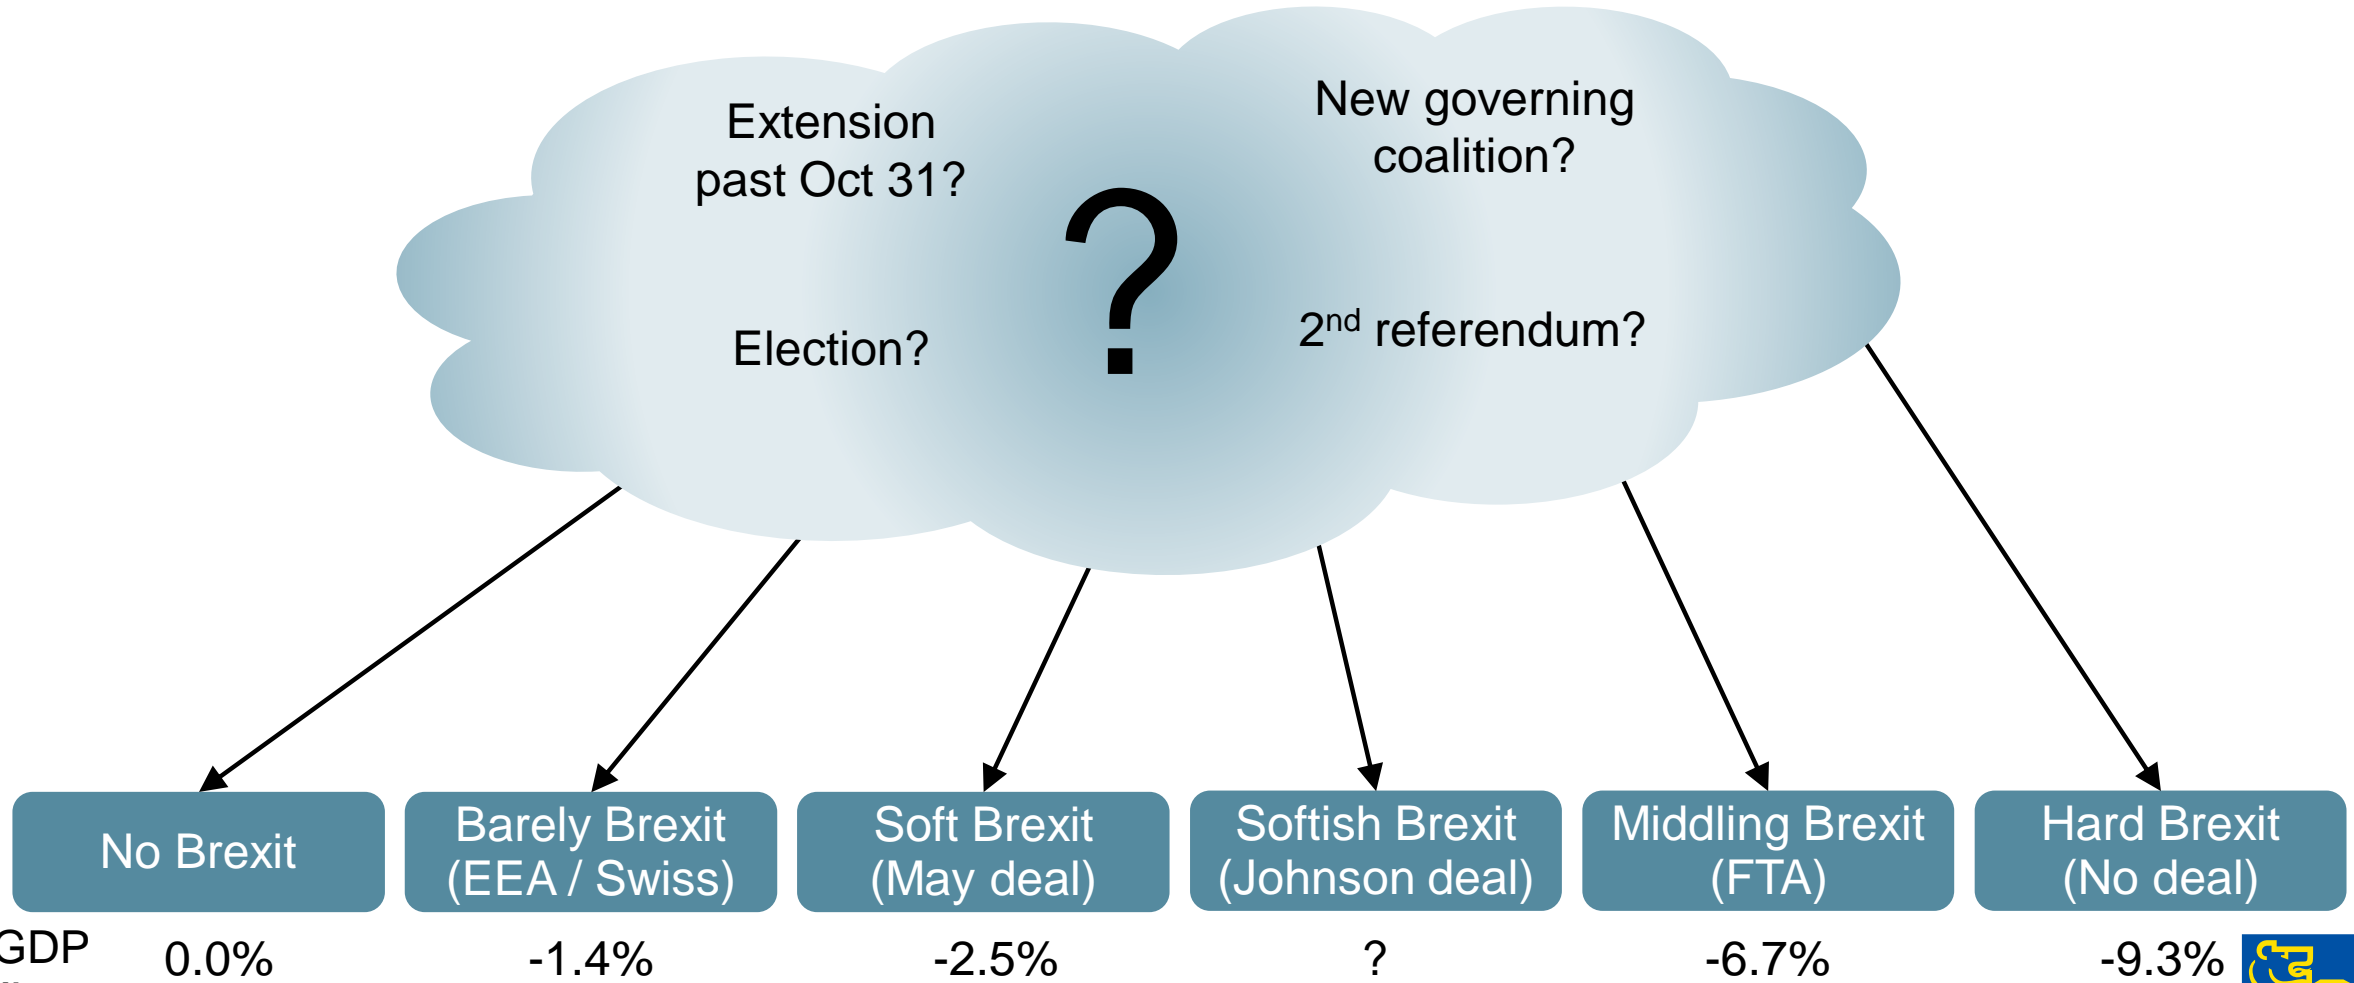 Extension
past Oct 31?
New governing
coalition?
?
Election?
2nd referendum?
No Brexit
Barely Brexit
(EEA / Swiss)
Soft Brexit
(May deal)
Softish Brexit
(Johnson deal)
Middling Brexit
(FTA)
Hard Brexit
(No deal)
GDP 0.0% -1.4% -2.5% ? -6.7% -9.3%